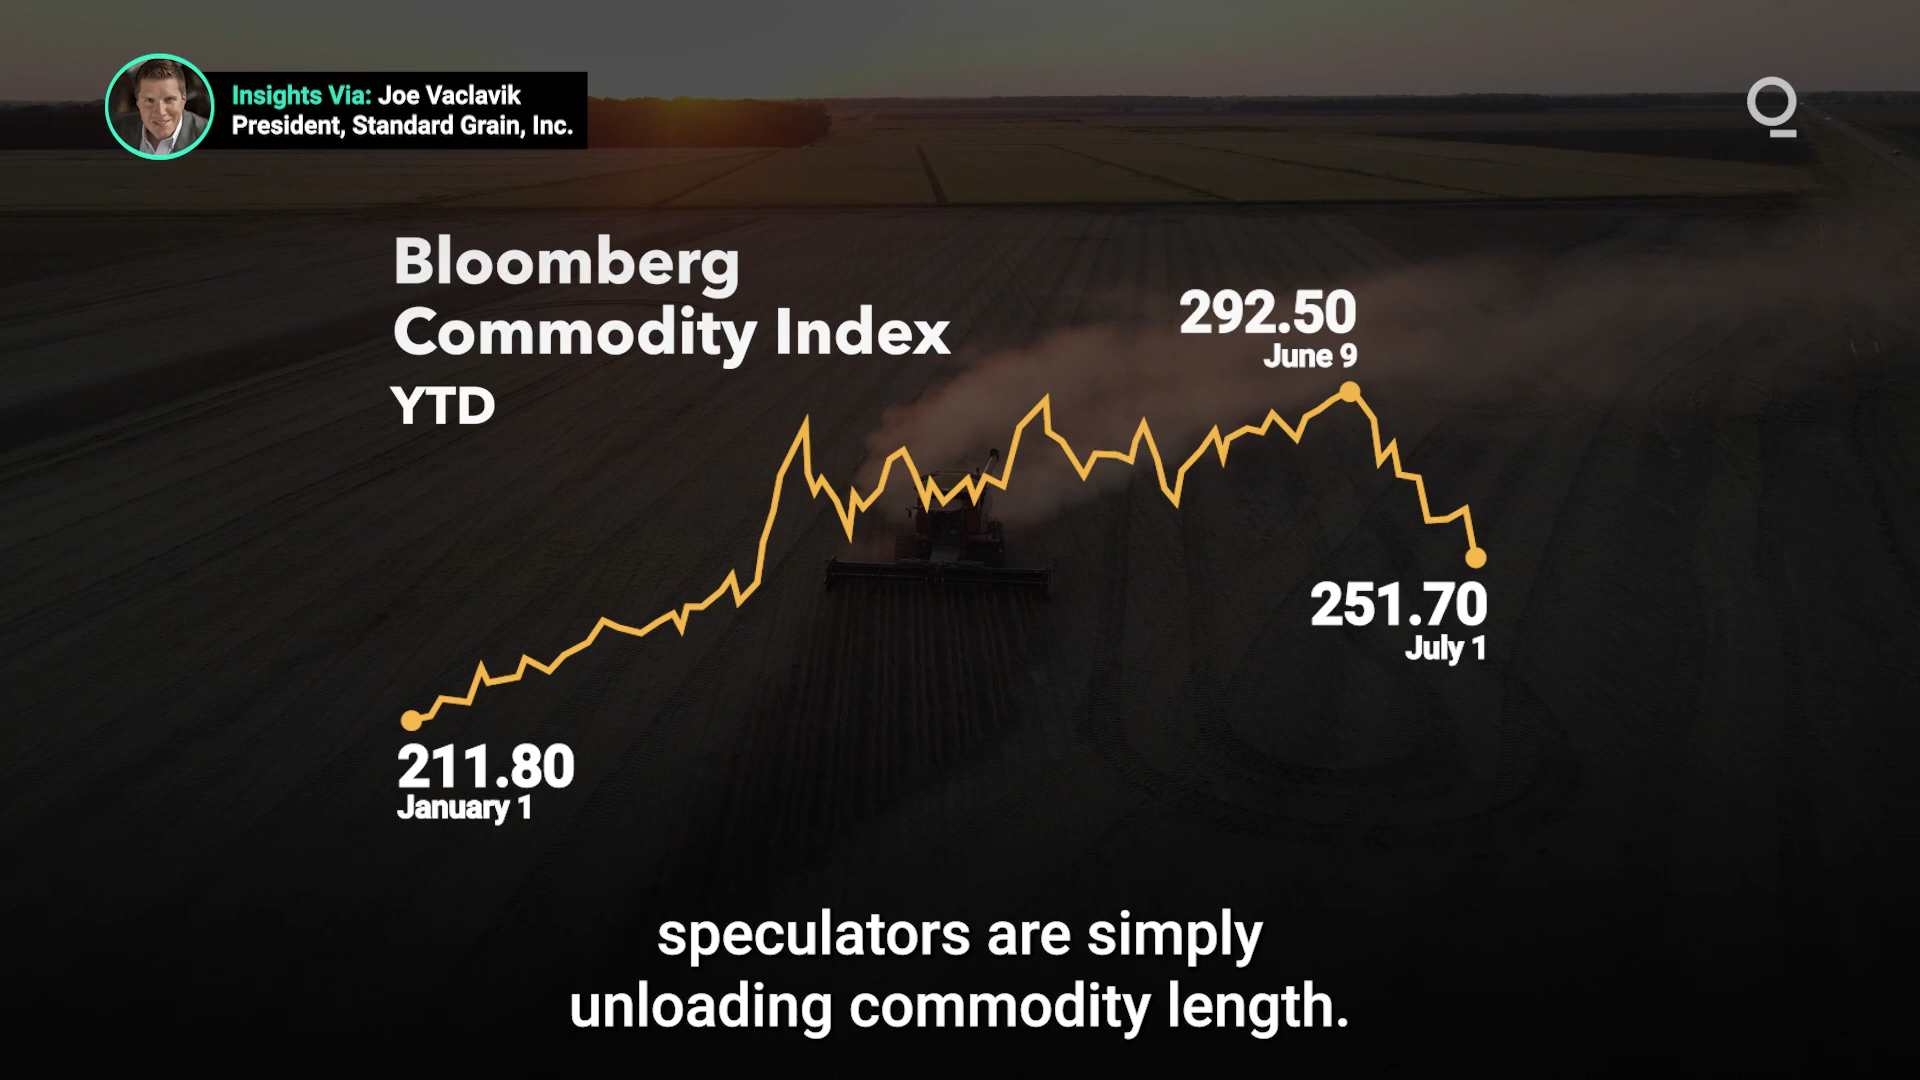 Insights Via: Joe Vaclavik
President, Standard Grain, Inc.
Bloomberg
Commodity Index
YTD
292.50
June 9
251.70
July 1
211.80
January 1
speculators are simply
unloading commodity length.